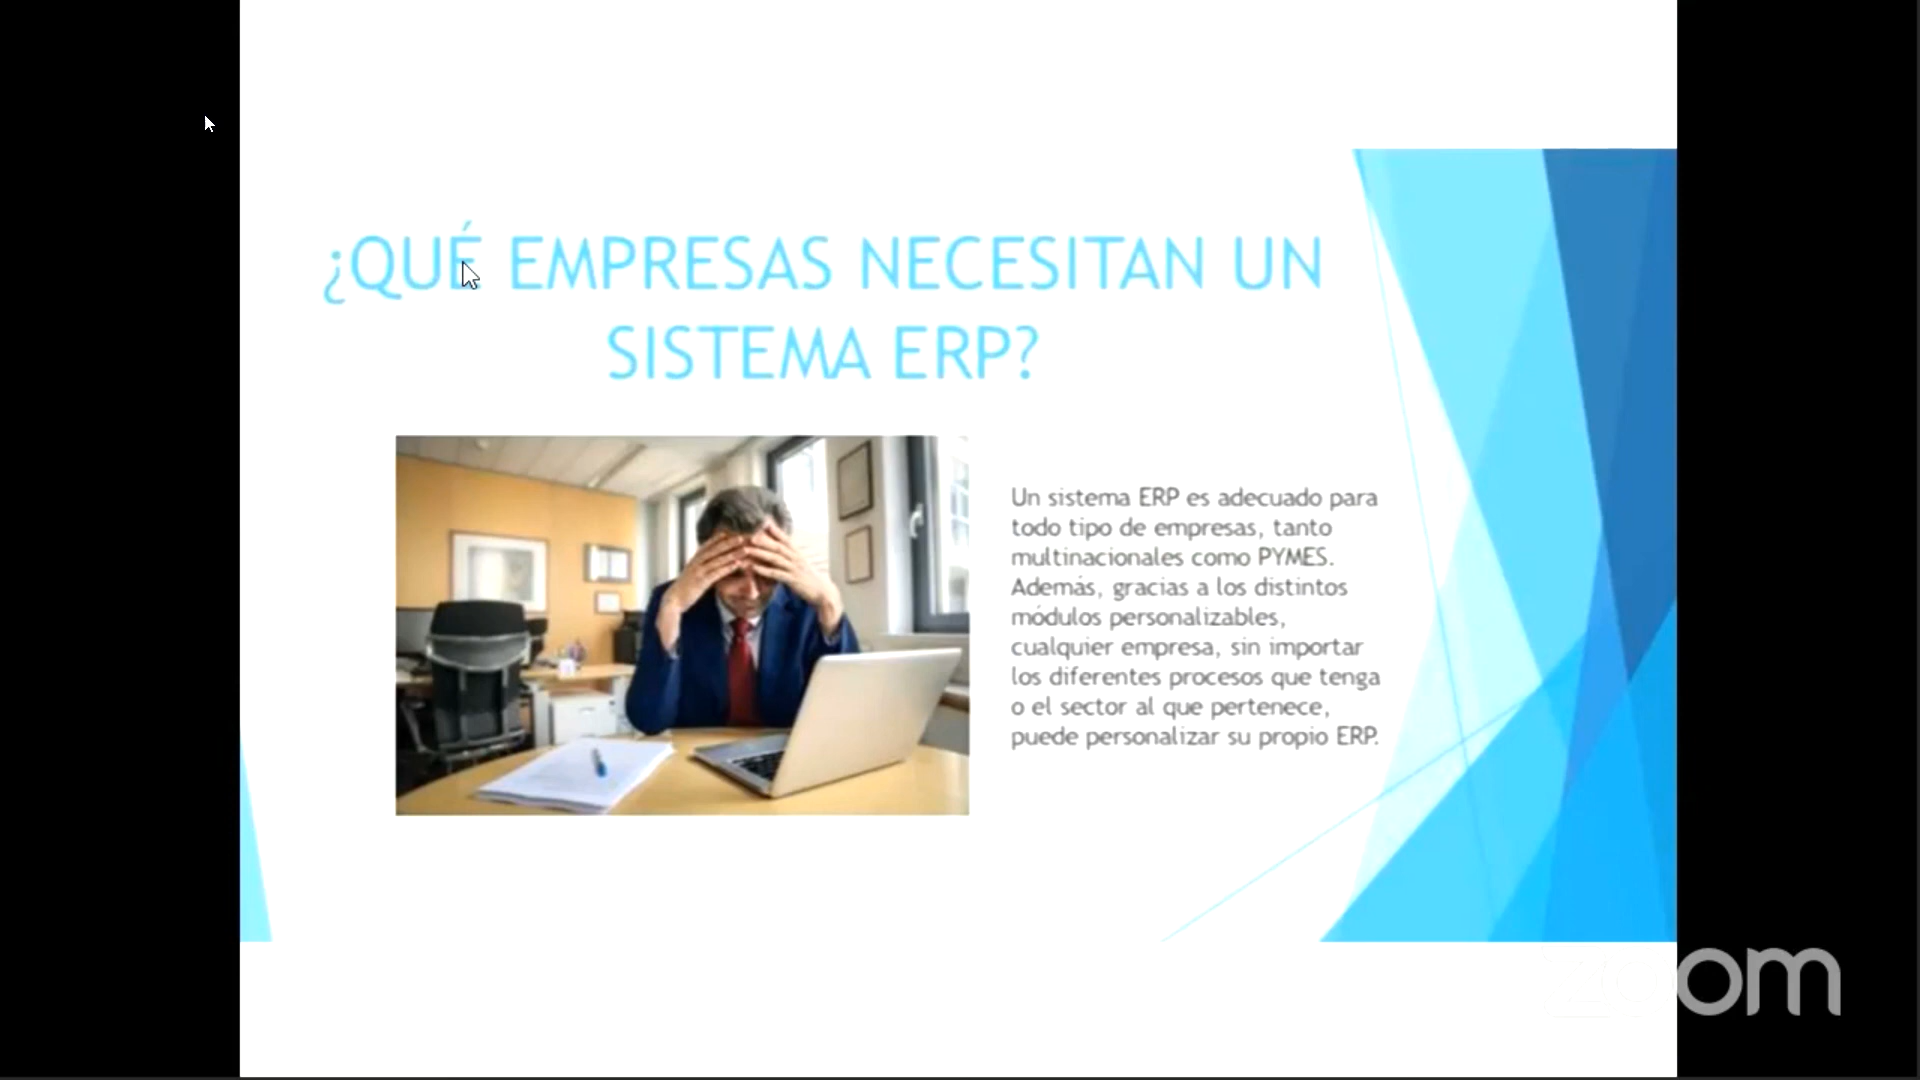 ¿QUÉ EMPRESAS NECESITAN UN
SISTEMA ERP?
Un sistema ERP es adecuado para
todo tipo de empresas, tanto
multinacionales como PYMES.
Además, gracias a los distintos
módulos personalizables,
cualquier empresa, sin importar
los diferentes procesos que tenga
o el sector al que pertenece,
puede personalizar su propio ERP.
zoom